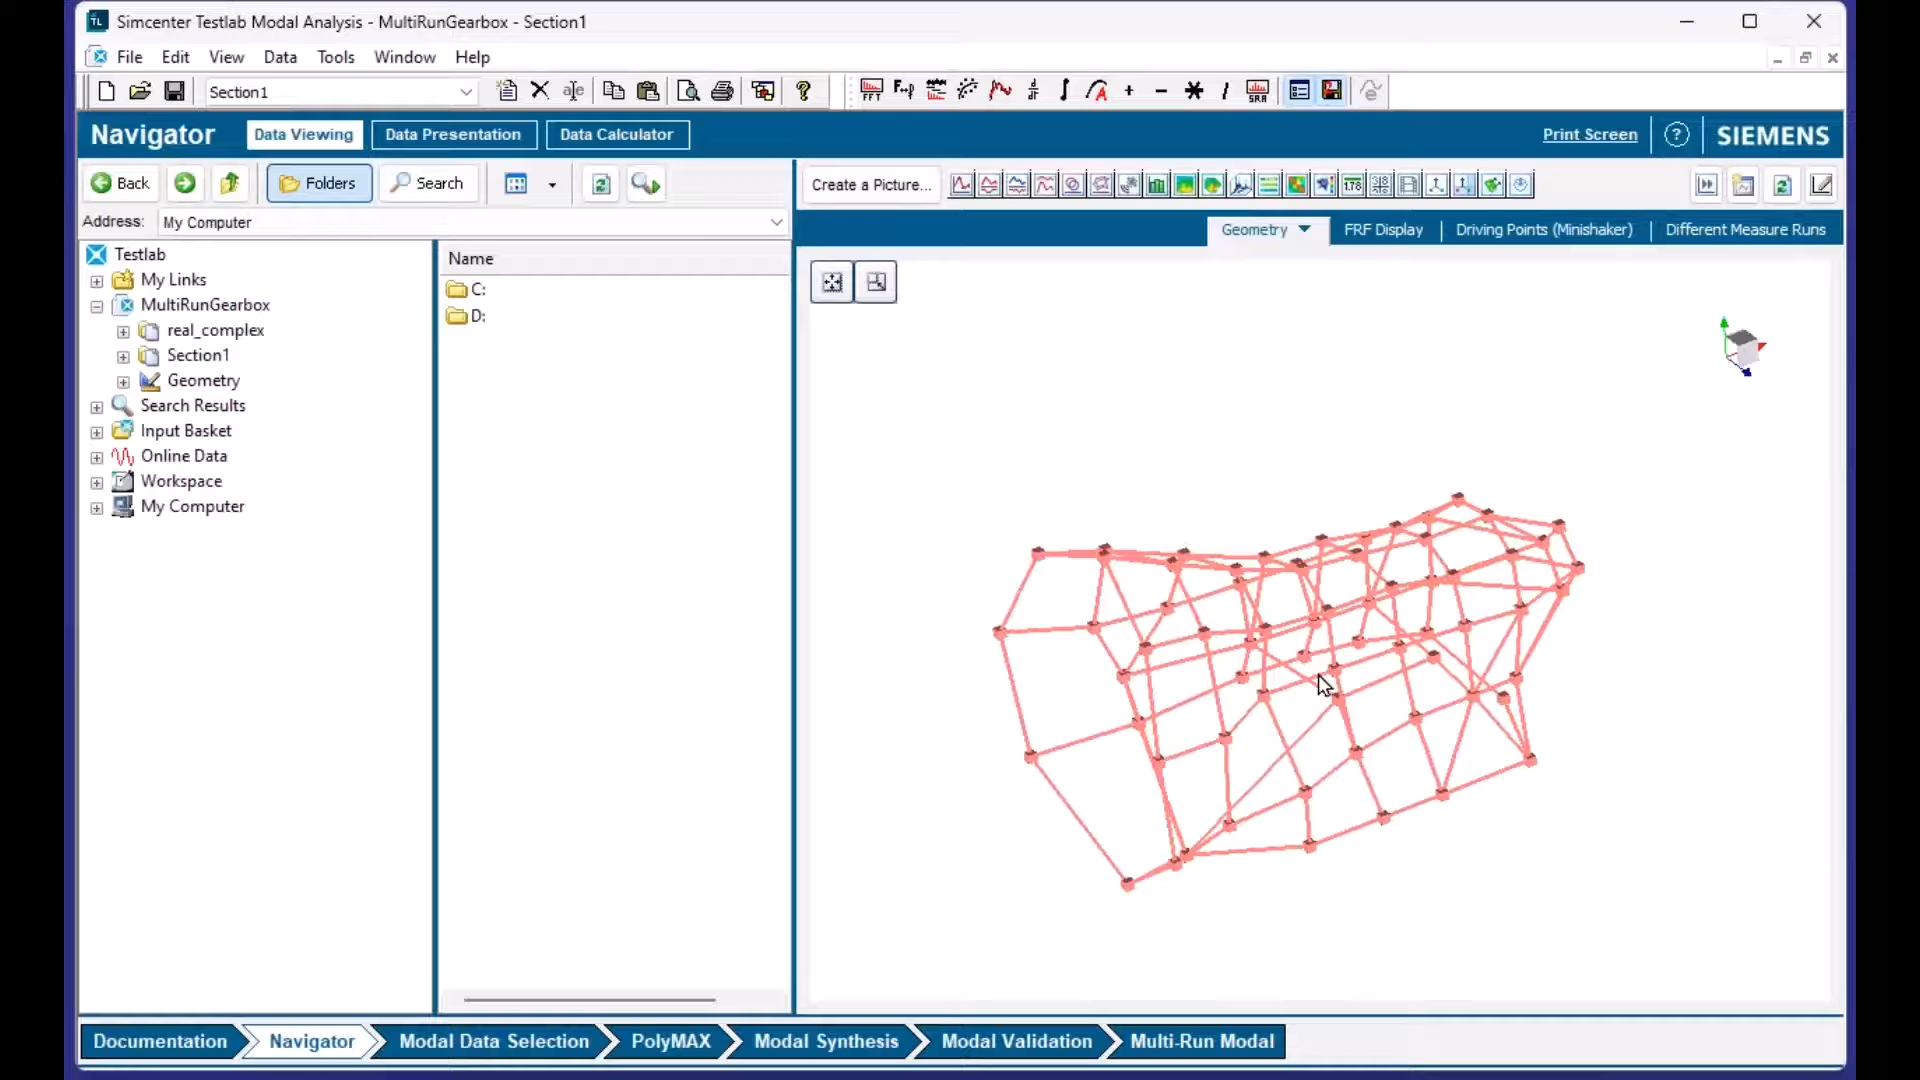 Simcenter Testlab Modal Analysis - MultiRunGearbox - Section1
File Edit View Data Tools Window Help
Section1
Navigator Data Viewing Data Presentation Data Calculator Print Screen SIEMENS
Back Folders Search Create a Picture...
Address: My Computer
Geometry FRF Display Driving Points (Minishaker) Different Measure Runs
Testlab
My Links
MultiRunGearbox
real_complex
Section1
Geometry
Search Results
Input Basket
Online Data
Workspace
My Computer
Name
C:
D:
Documentation Navigator Modal Data Selection PolyMAX Modal Synthesis Modal Validation Multi-Run Modal